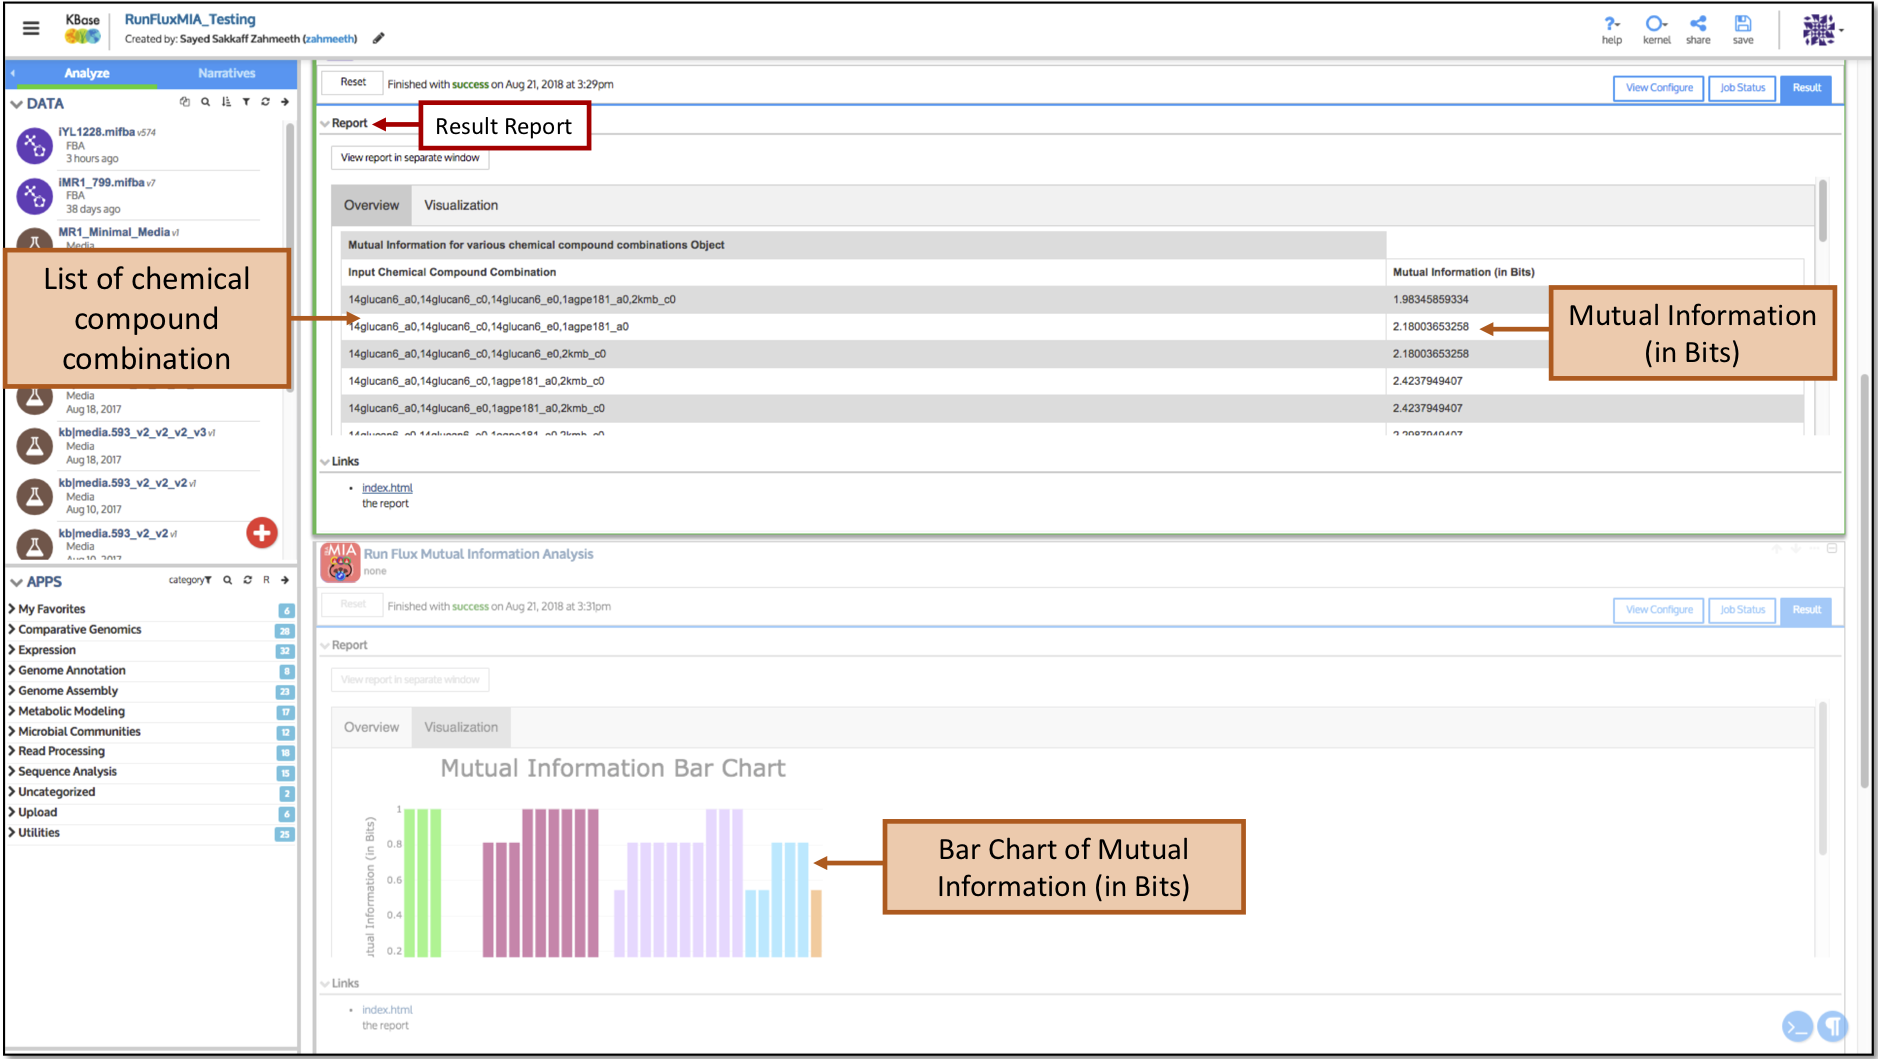 KBase
RunFluxMIA_Testing
Created by: Sayed Sakkaff Zahmeeth (zahmeeth)
help
kernel
share
save
Analyze
Narratives
DATA
iYL1228.mifba v574
FBA
3 hours ago
iMR1_799.mifba v7
FBA
38 days ago
MR1_Minimal_Media v1
Media
List of chemical
compound
combination
Media
Aug 18, 2017
kb|media.593_v2_v2_v2_v3 v1
Media
Aug 18, 2017
kb|media.593_v2_v2_v2 v1
Media
Aug 10, 2017
kb|media.593_v2_v2 v1
Media
Aug 10, 2017
APPS
category
R
My Favorites 6
Comparative Genomics 28
Expression 32
Genome Annotation 8
Genome Assembly 23
Metabolic Modeling 17
Microbial Communities 12
Read Processing 18
Sequence Analysis 15
Uncategorized 2
Upload 6
Utilities 25
Reset
Finished with success on Aug 21, 2018 at 3:29pm
View Configure
Job Status
Result
Report
Result Report
View report in separate window
Overview
Visualization
Mutual Information for various chemical compound combinations Object
Input Chemical Compound Combination
Mutual Information (in Bits)
14glucan6_a0,14glucan6_c0,14glucan6_e0,1agpe181_a0,2kmb_c0
1.98345859334
14glucan6_a0,14glucan6_c0,14glucan6_e0,1agpe181_a0
2.18003653258
14glucan6_a0,14glucan6_c0,14glucan6_e0,2kmb_c0
2.18003653258
14glucan6_a0,14glucan6_c0,1agpe181_a0,2kmb_c0
2.4237949407
14glucan6_a0,14glucan6_e0,1agpe181_a0,2kmb_c0
2.4237949407
Mutual Information
(in Bits)
Links
index.html
the report
MIA
Run Flux Mutual Information Analysis
none
Reset
Finished with success on Aug 21, 2018 at 3:31pm
View Configure
Job Status
Result
Report
View report in separate window
Overview
Visualization
Mutual Information Bar Chart
1
0.8
0.6
0.4
0.2
Information (in Bits)
Bar Chart of Mutual
Information (in Bits)
Links
index.html
the report